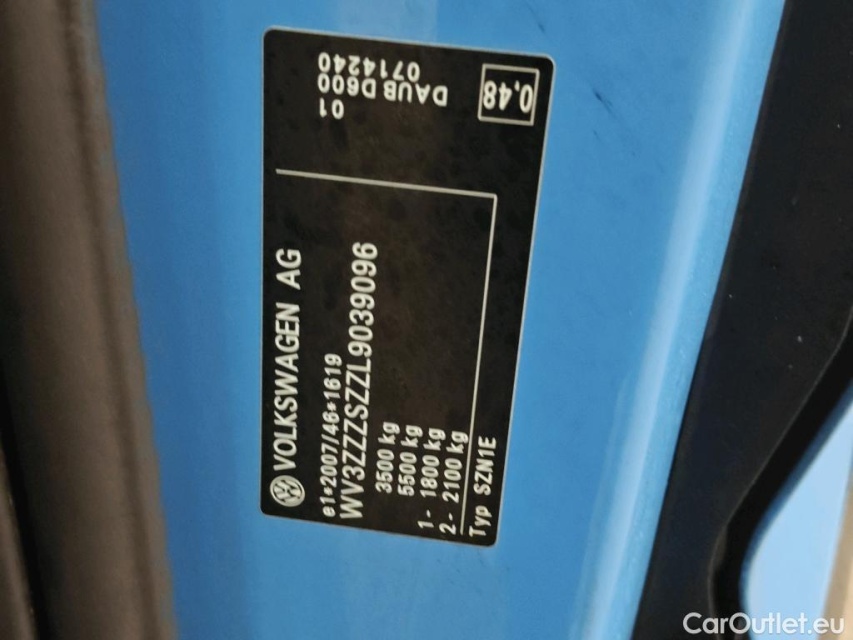 VOLKSWAGEN AG
e1*2007/46*1619
WV3ZZZSZZL9039096
3500 kg
5500 kg
1- 1800 kg
2- 2100 kg
Typ SZN1E
01
DAUB D600
0714240
0,48
CarOutlet.eu